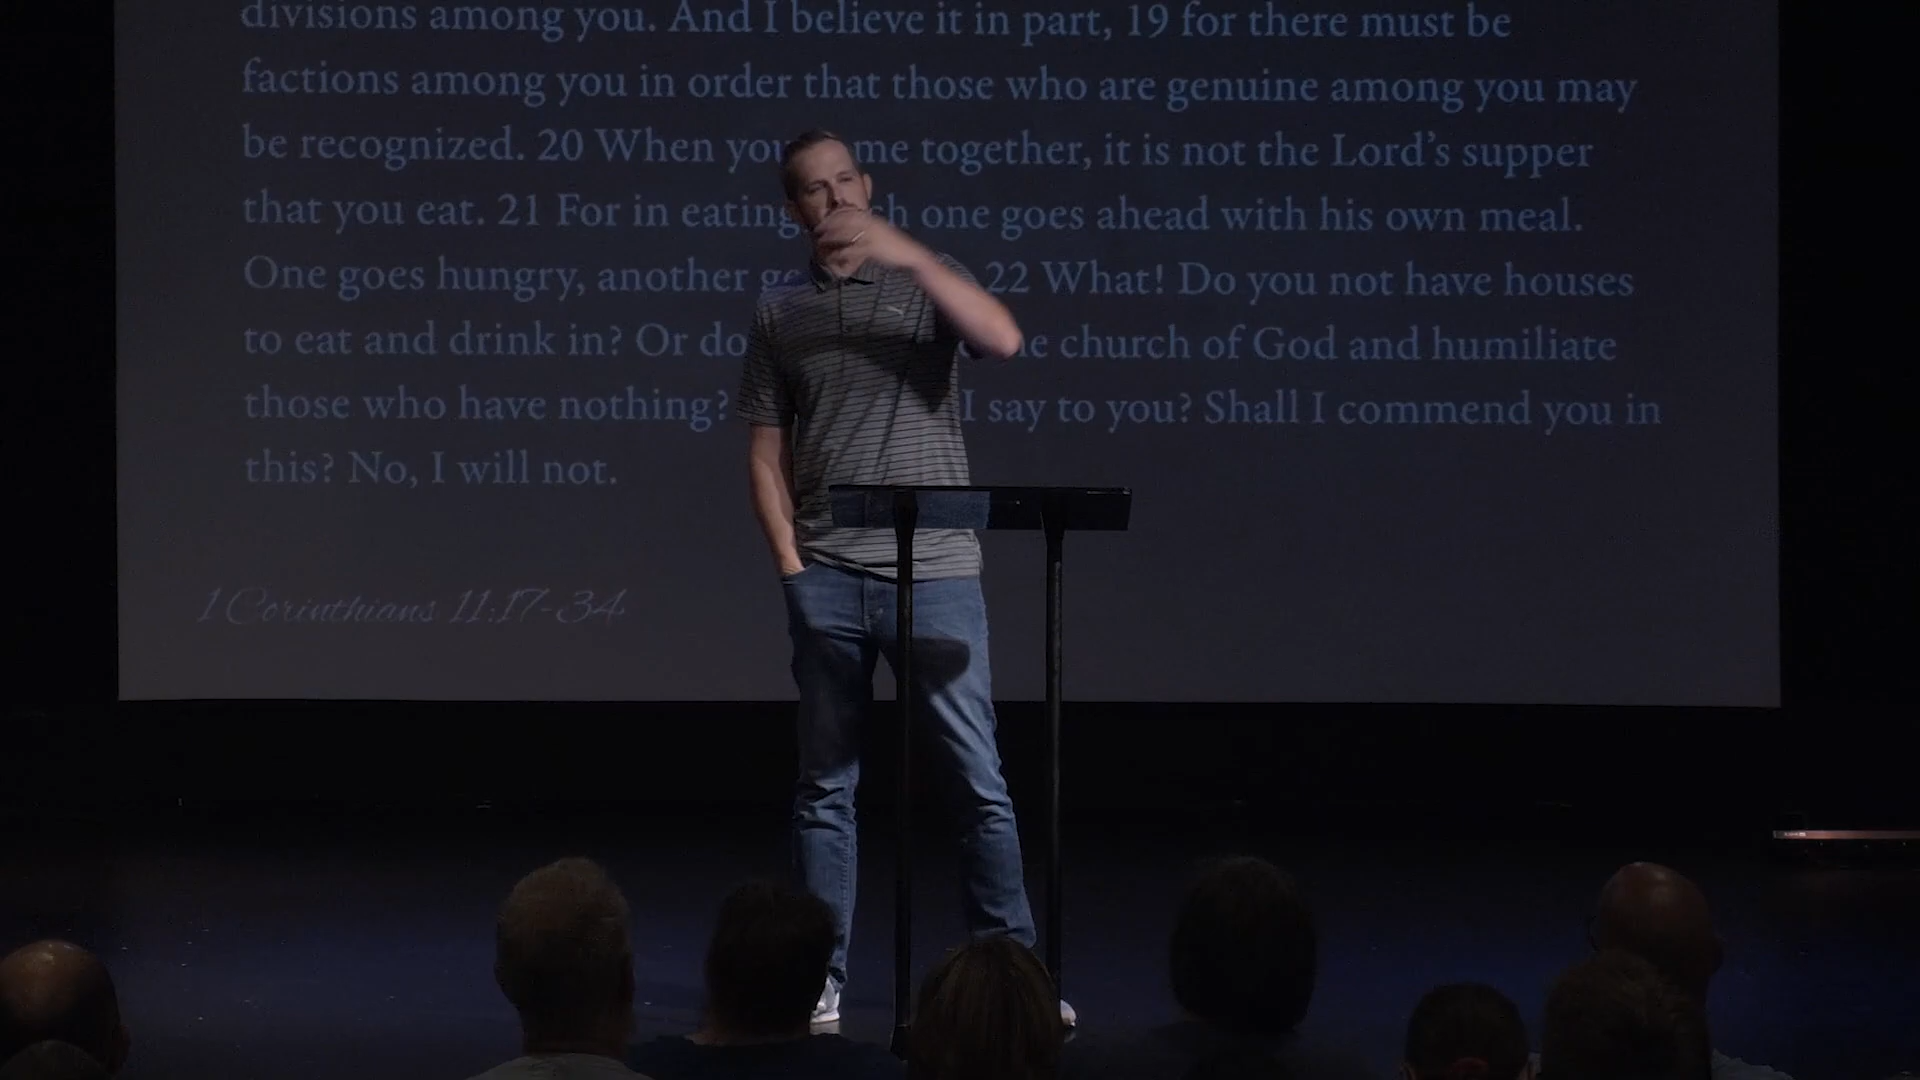 divisions among you. And I believe it in part, 19 for there must be
factions among you in order that those who are genuine among you may
be recognized. 20 When you me together, it is not the Lord's supper
that you eat. 21 For in eating ch one goes ahead with his own meal.
One goes hungry, another ge 22 What! Do you not have houses
to eat and drink in? Or do e church of God and humiliate
those who have nothing? I say to you? Shall I commend you in
this? No, I will not.
1 Corinthians 11:17-34